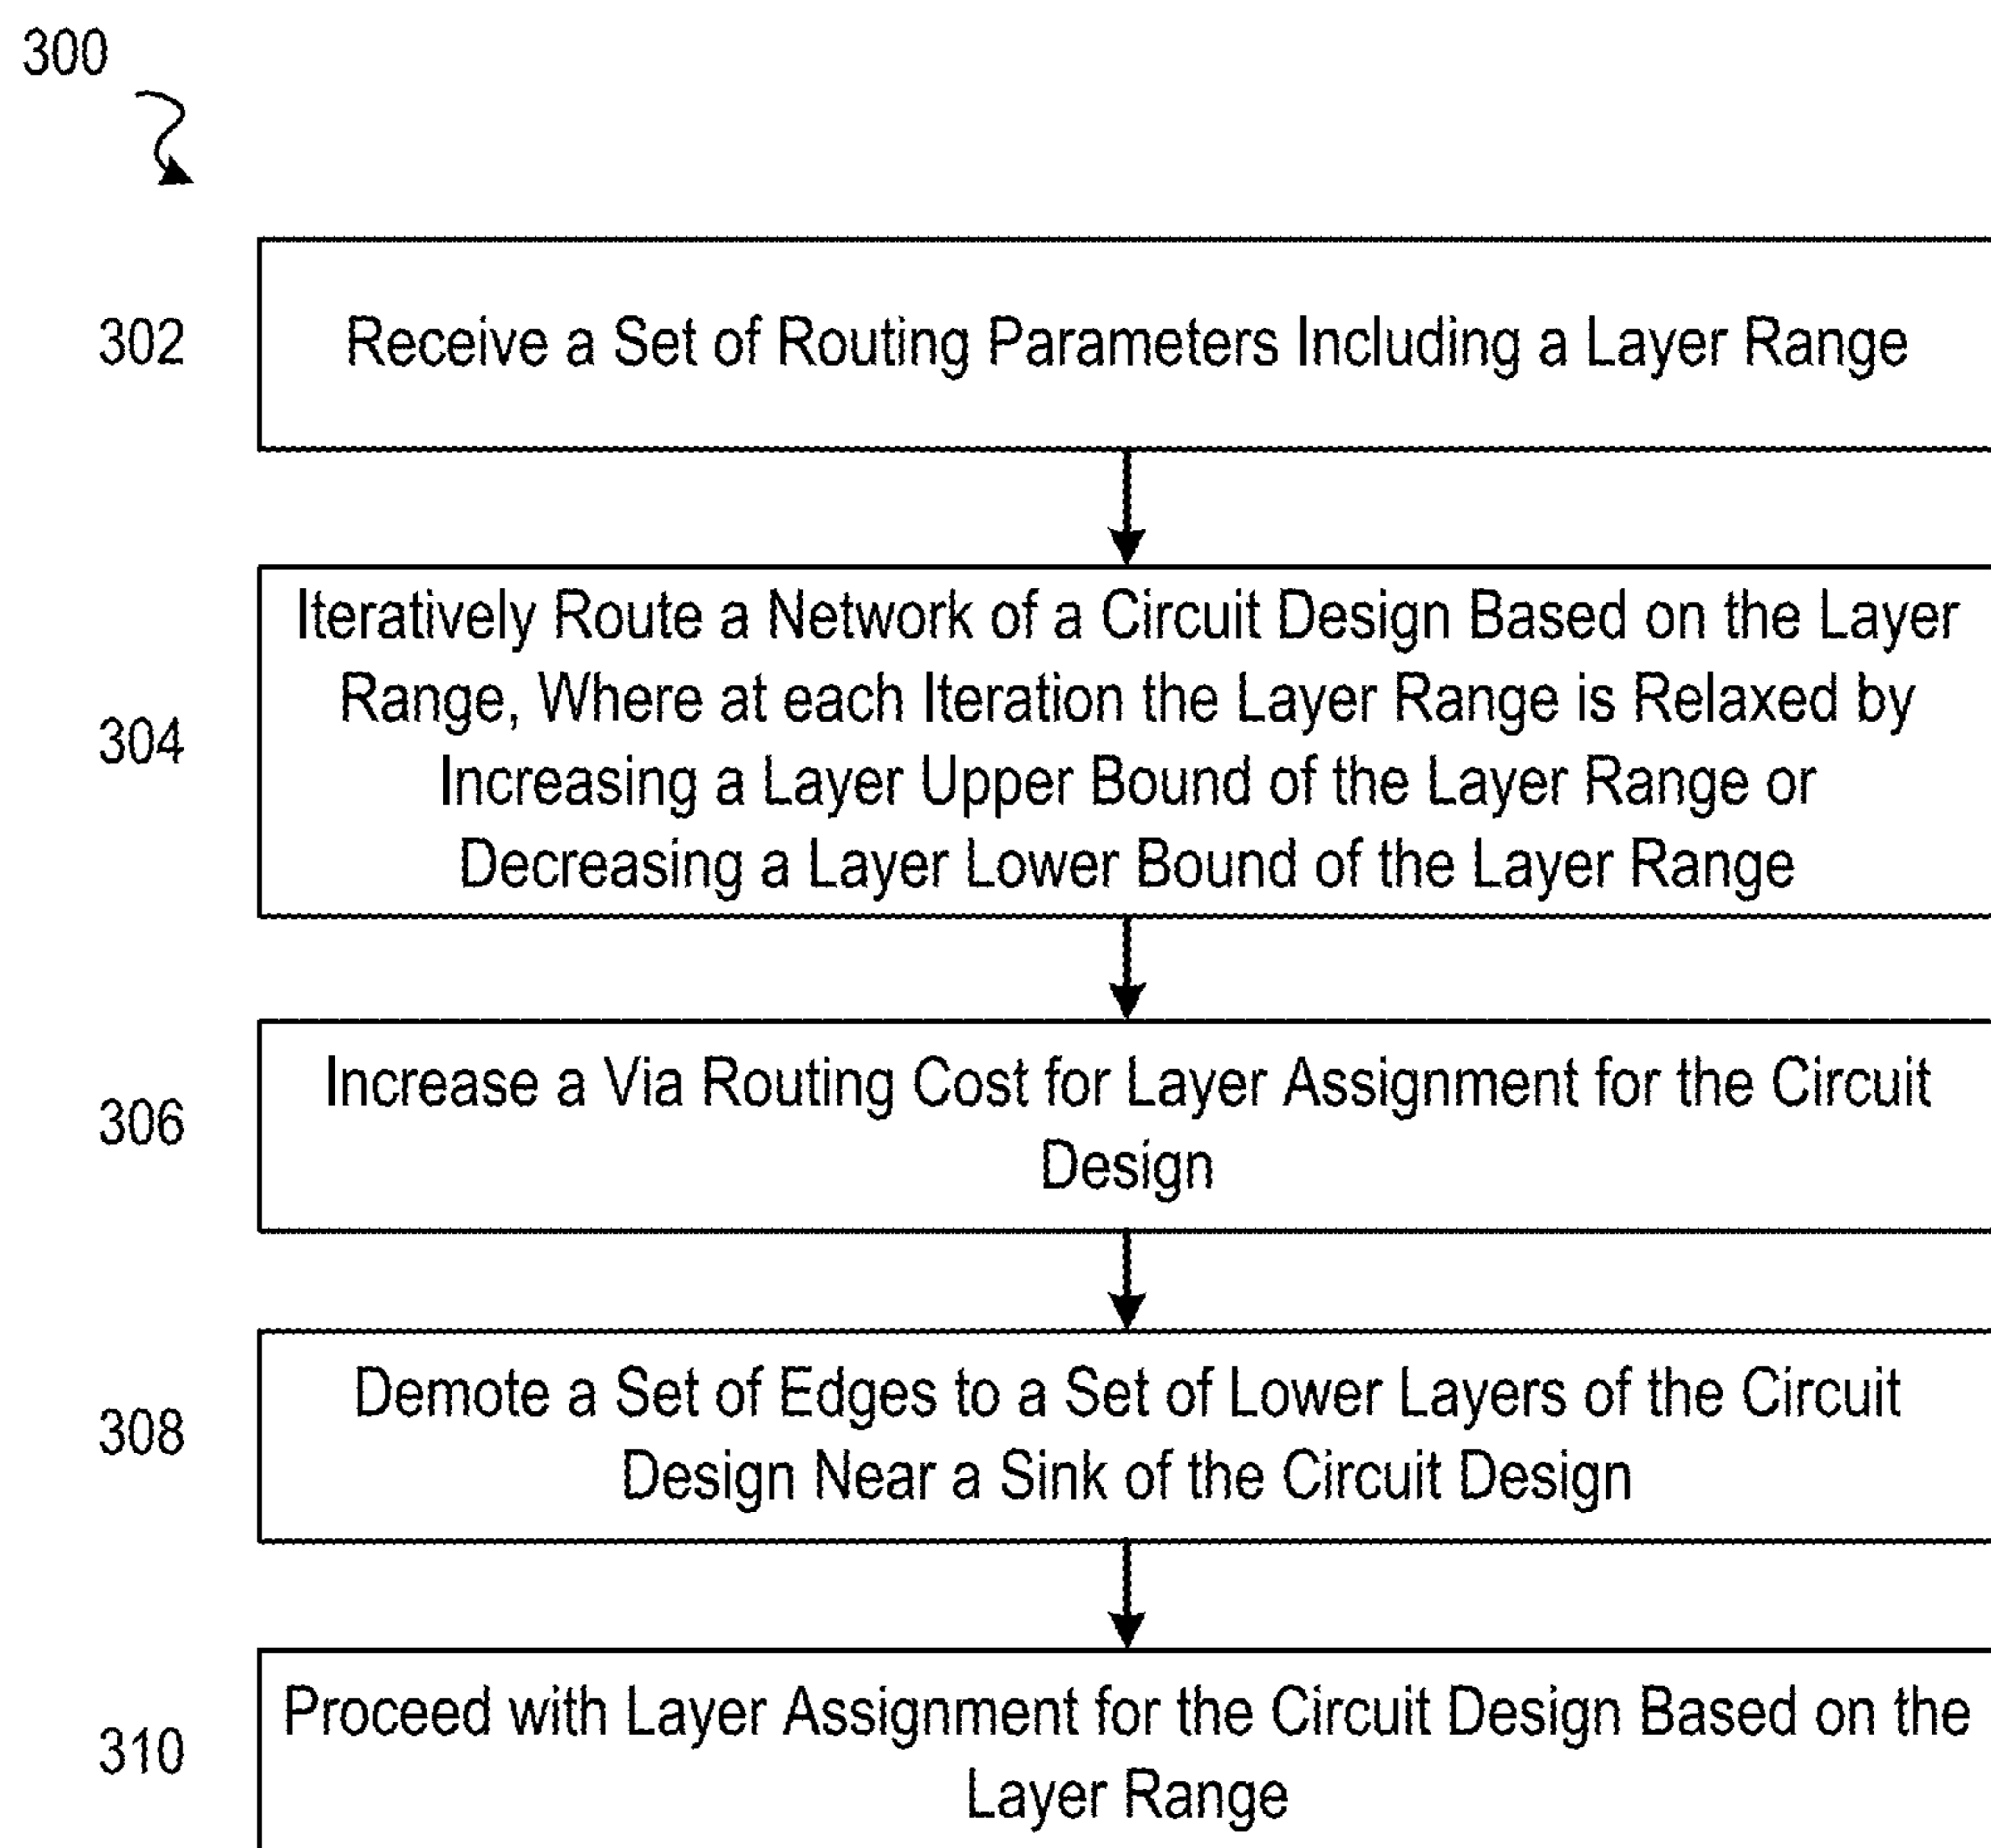 300
302
Receive a Set of Routing Parameters Including a Layer Range
304
Iteratively Route a Network of a Circuit Design Based on the Layer
Range, Where at each Iteration the Layer Range is Relaxed by
Increasing a Layer Upper Bound of the Layer Range or
Decreasing a Layer Lower Bound of the Layer Range
306
Increase a Via Routing Cost for Layer Assignment for the Circuit
Design
308
Demote a Set of Edges to a Set of Lower Layers of the Circuit
Design Near a Sink of the Circuit Design
310
Proceed with Layer Assignment for the Circuit Design Based on the
Layer Range